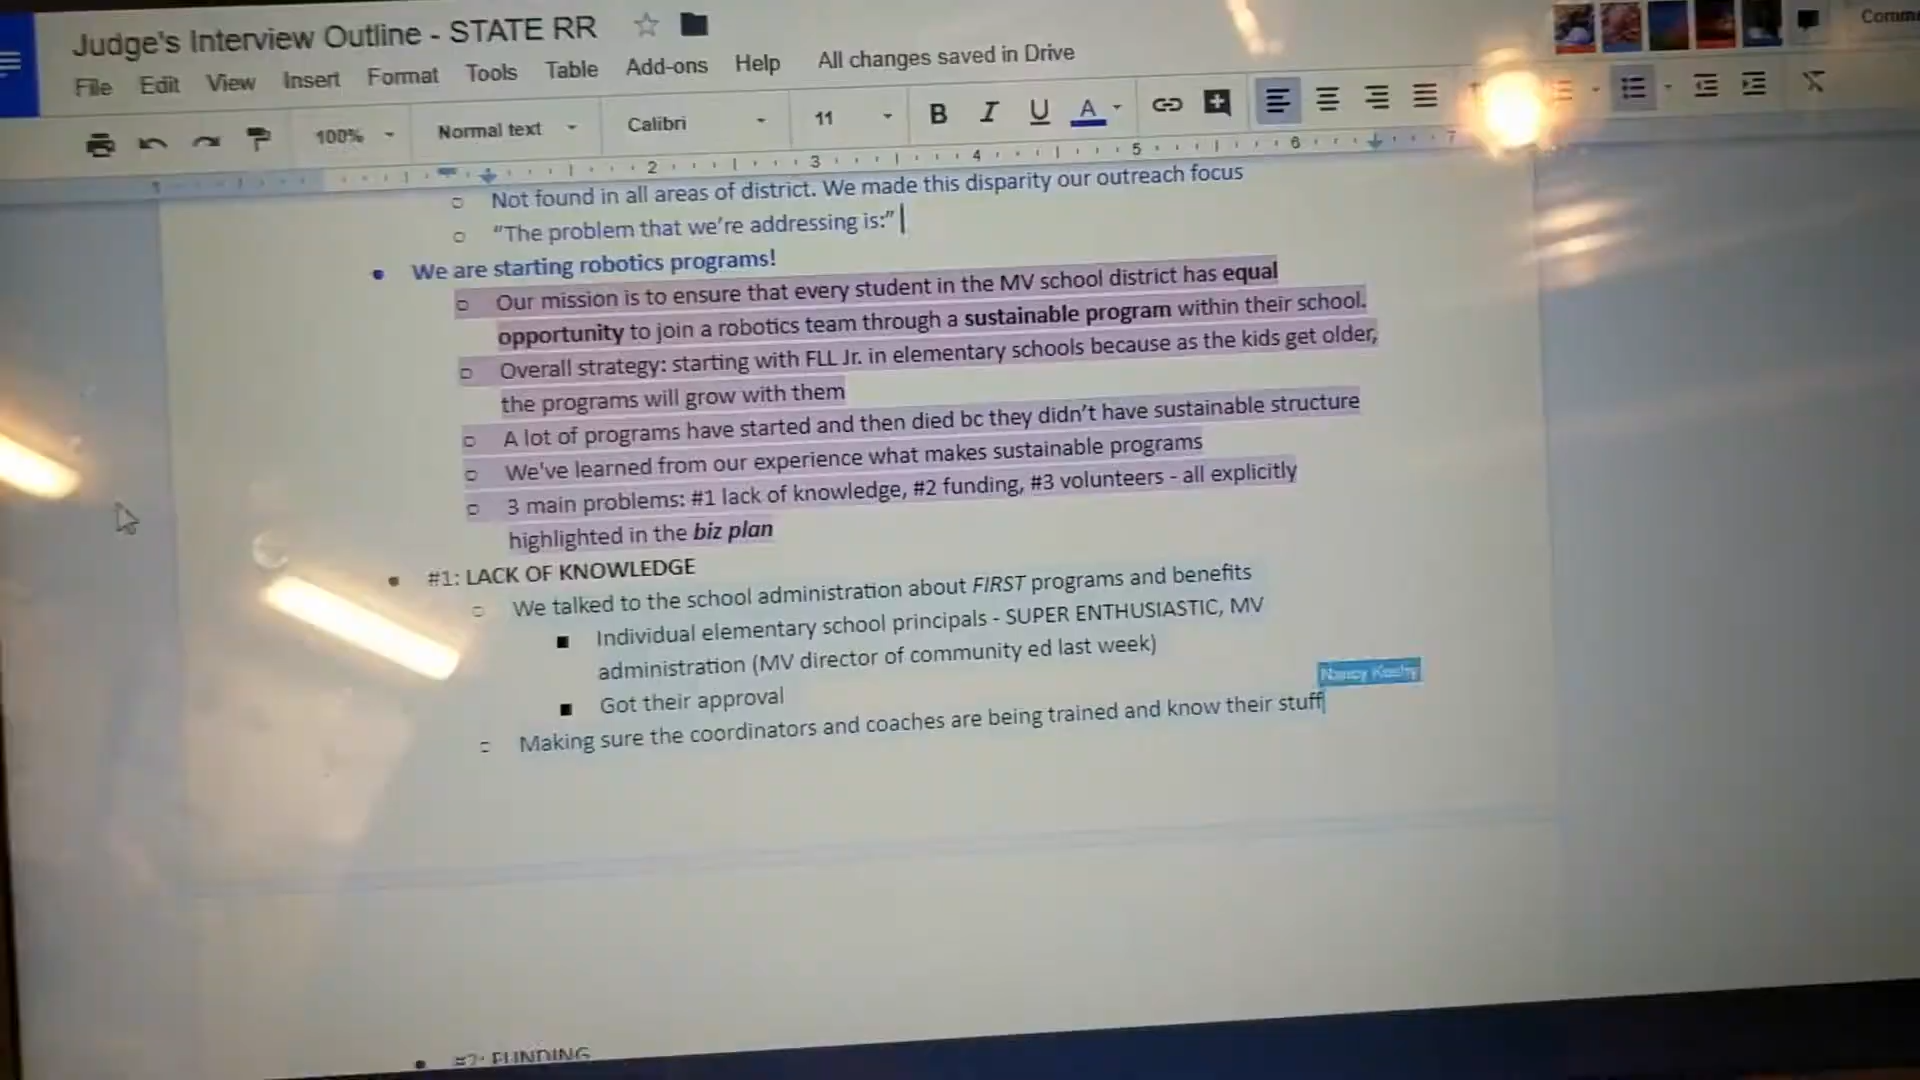 Judge's Interview Outline - STATE RR
File Edit View Insert Format Tools Table Add-ons Help All changes saved in Drive
100% Normal text Calibri 11 B I U A
2 3 4 5 6 7
Not found in all areas of district. We made this disparity our outreach focus
"The problem that we're addressing is:"
We are starting robotics programs!
Our mission is to ensure that every student in the MV school district has equal
opportunity to join a robotics team through a sustainable program within their school.
Overall strategy: starting with FLL Jr. in elementary schools because as the kids get older,
the programs will grow with them
A lot of programs have started and then died bc they didn't have sustainable structure
We've learned from our experience what makes sustainable programs
3 main problems: #1 lack of knowledge, #2 funding, #3 volunteers - all explicitly
highlighted in the biz plan
#1: LACK OF KNOWLEDGE
We talked to the school administration about FIRST programs and benefits
Individual elementary school principals - SUPER ENTHUSIASTIC, MV
administration (MV director of community ed last week)
Got their approval
Nancy
Making sure the coordinators and coaches are being trained and know their stuff
#2: FUNDING